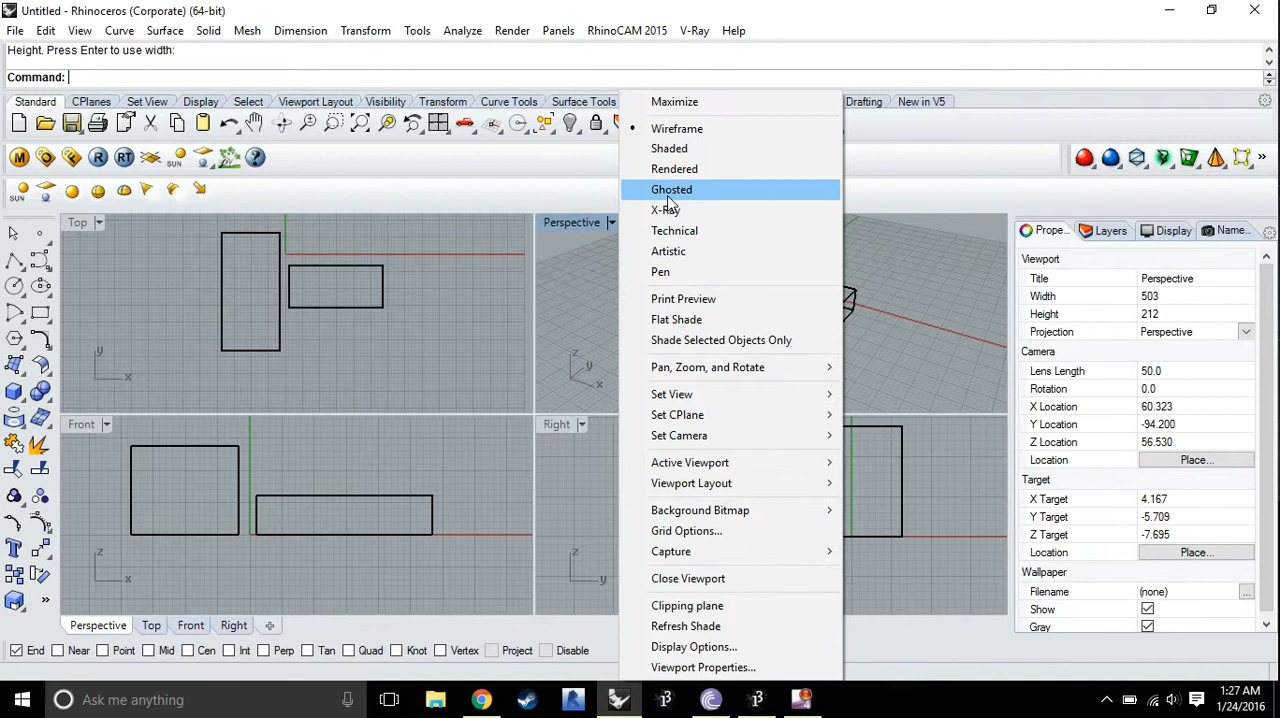 Untitled - Rhinoceros (Corporate) (64-bit)
File Edit View Curve Surface Solid Mesh Dimension Transform Tools Analyze Render Panels RhinoCAM 2015 V-Ray Help
Height. Press Enter to use width:
Command:
Standard CPlanes Set View Display Select Viewport Layout Visibility Transform Curve Tools Surface Tools Drafting New in V5
Maximize
Wireframe
Shaded
Rendered
Ghosted
X-Ray
Technical
Artistic
Pen
Print Preview
Flat Shade
Shade Selected Objects Only
Pan, Zoom, and Rotate
Set View
Set CPlane
Set Camera
Active Viewport
Viewport Layout
Background Bitmap
Grid Options...
Capture
Close Viewport
Clipping plane
Refresh Shade
Display Options...
Viewport Properties...
M R RT
SUN
SUN
Top
y
x
Perspective
z
y
x
Front
z
x
Right
z
y
Prope... Layers Display Name...
Viewport
Title Perspective
Width 503
Height 212
Projection Perspective
Camera
Lens Length 50.0
Rotation 0.0
X Location 60.323
Y Location -94.200
Z Location 56.530
Location Place...
Target
X Target 4.167
Y Target -5.709
Z Target -7.695
Location Place...
Wallpaper
Filename (none) ...
Show
Gray
Perspective Top Front Right
End Near Point Mid Cen Int Perp Tan Quad Knot Vertex Project Disable
Ask me anything
1:27 AM
1/24/2016